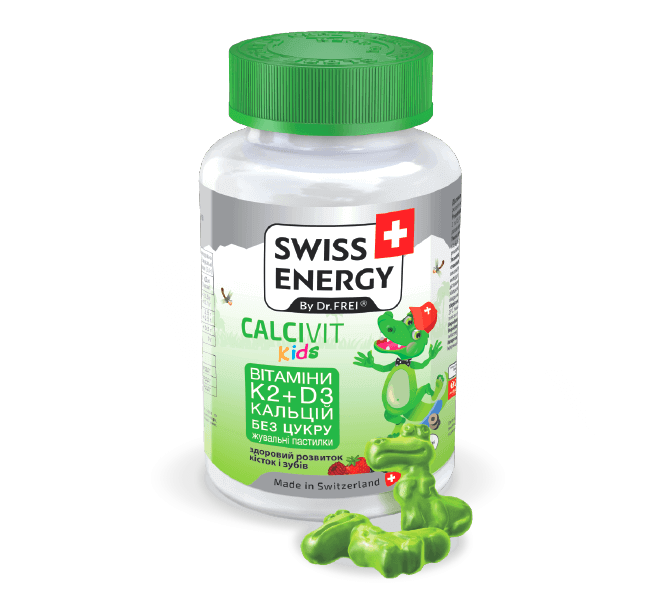 SWISS
ENERGY
By Dr.FREI®
CALCIVIT
Kids
ВІТАМІНИ
K2+D3
КАЛЬЦІЙ
БЕЗ ЦУКРУ
жувальні пастилки
здоровий розвиток
кісток і зубів
Made in Switzerland